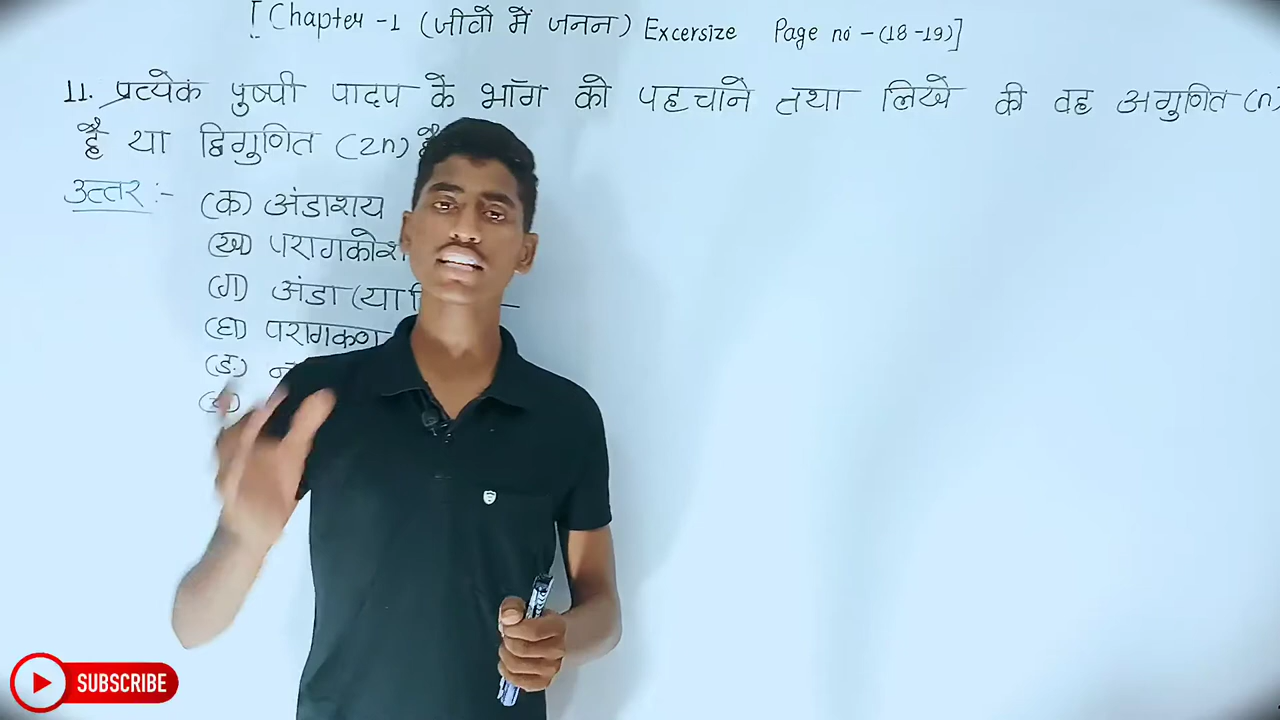 [Chapter -1 (जीवों में जनन) Excersize Page no - (18-19)]
11. प्रत्येक पुष्पी पादप के भाग को पहचाने तथा लिखे की वह अगुणित (n)
है या द्विगुणित (2n) है
उत्तर :-
(क) अंडाशय
(ख) परागकोश
(ग) अंडा (या
(घ) परागकण
(ङ)
SUBSCRIBE